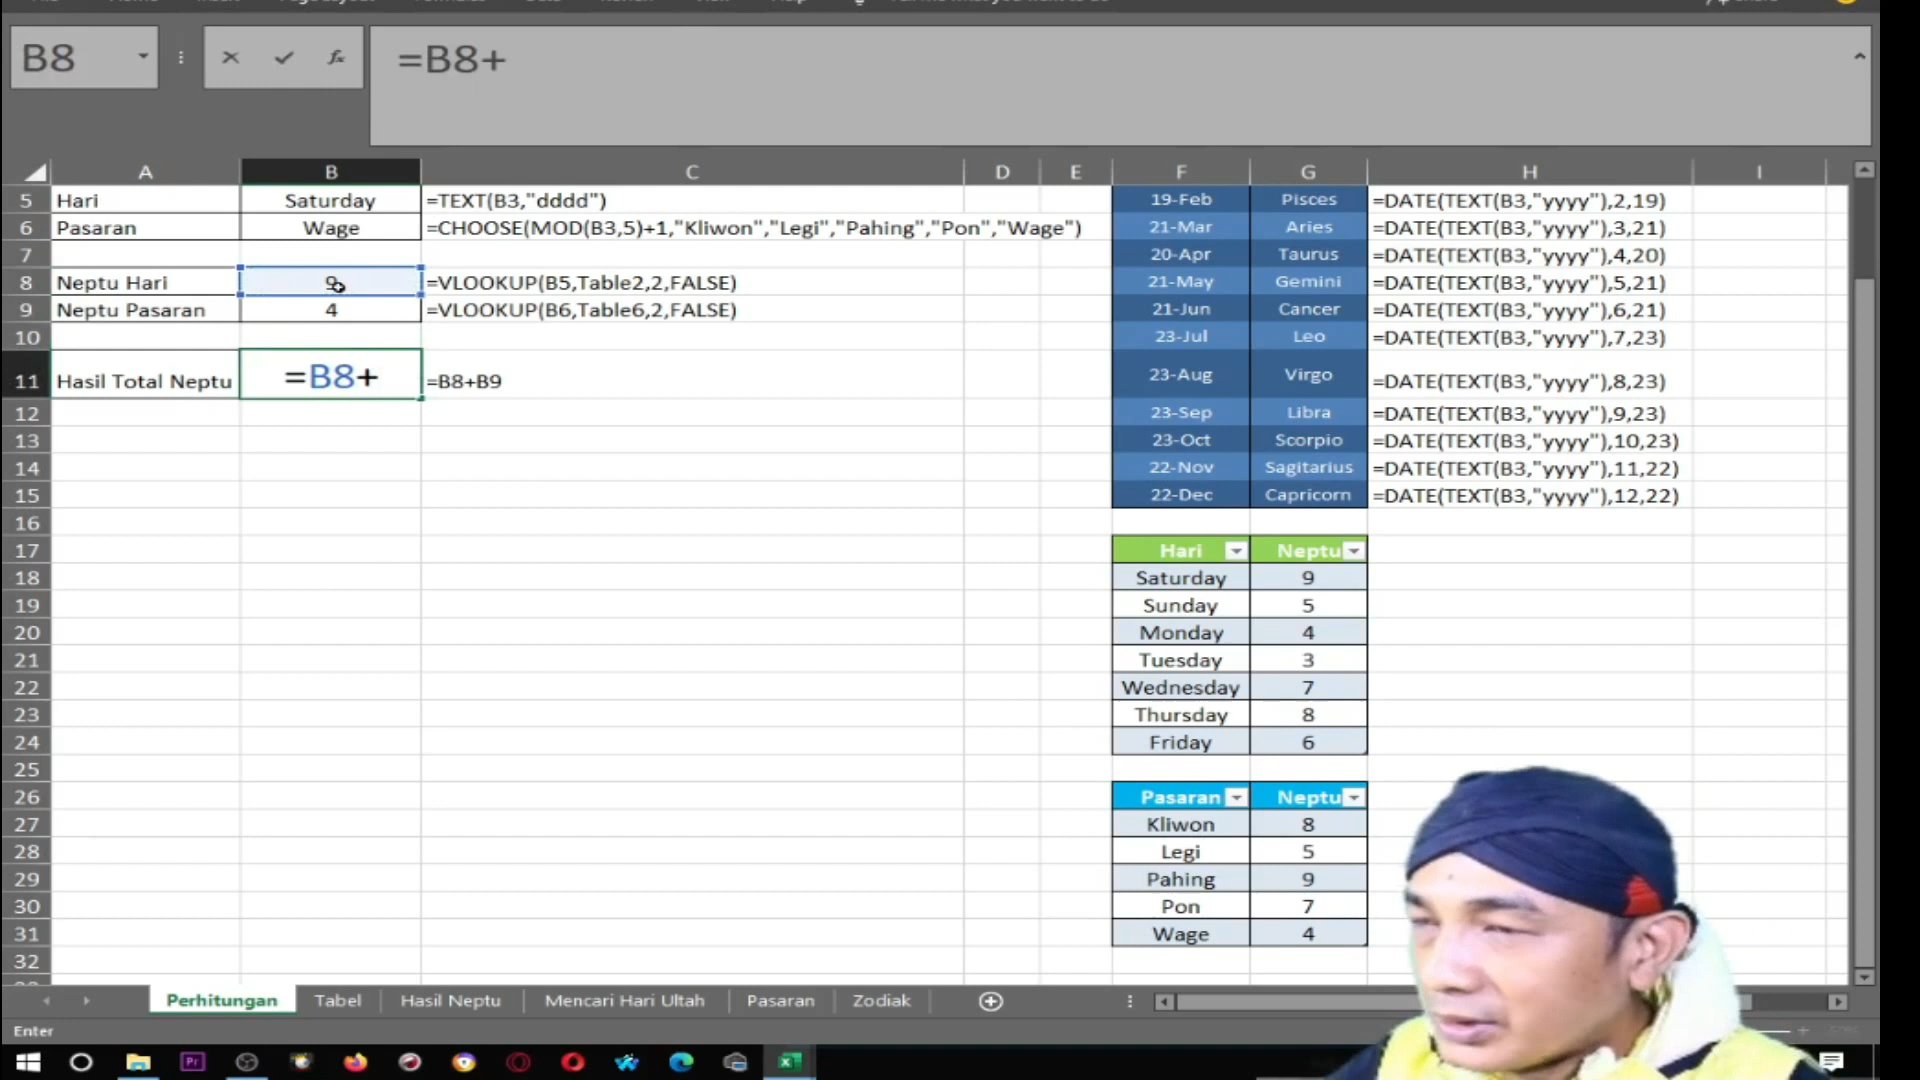 B8
fx
=B8+
A B C D E F G H I
5 Hari Saturday =TEXT(B3,"dddd") 19-Feb Pisces =DATE(TEXT(B3,"yyyy"),2,19)
6 Pasaran Wage =CHOOSE(MOD(B3,5)+1,"Kliwon","Legi","Pahing","Pon","Wage") 21-Mar Aries =DATE(TEXT(B3,"yyyy"),3,21)
7 20-Apr Taurus =DATE(TEXT(B3,"yyyy"),4,20)
8 Neptu Hari 9 =VLOOKUP(B5,Table2,2,FALSE) 21-May Gemini =DATE(TEXT(B3,"yyyy"),5,21)
9 Neptu Pasaran 4 =VLOOKUP(B6,Table6,2,FALSE) 21-Jun Cancer =DATE(TEXT(B3,"yyyy"),6,21)
10 23-Jul Leo =DATE(TEXT(B3,"yyyy"),7,23)
11 Hasil Total Neptu =B8+ =B8+B9 23-Aug Virgo =DATE(TEXT(B3,"yyyy"),8,23)
12 23-Sep Libra =DATE(TEXT(B3,"yyyy"),9,23)
13 23-Oct Scorpio =DATE(TEXT(B3,"yyyy"),10,23)
14 22-Nov Sagitarius =DATE(TEXT(B3,"yyyy"),11,22)
15 22-Dec Capricorn =DATE(TEXT(B3,"yyyy"),12,22)
16
17 Hari Neptu
18 Saturday 9
19 Sunday 5
20 Monday 4
21 Tuesday 3
22 Wednesday 7
23 Thursday 8
24 Friday 6
25
26 Pasaran Neptu
27 Kliwon 8
28 Legi 5
29 Pahing 9
30 Pon 7
31 Wage 4
32
Perhitungan Tabel Hasil Neptu Mencari Hari Ultah Pasaran Zodiak
Enter
Pr